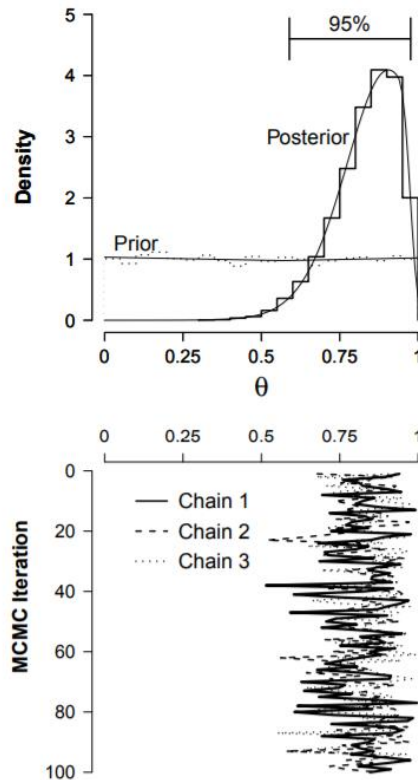 95%
5
4
3
2
1
0
Density
Posterior
Prior
0 0.25 0.5 0.75 1
θ
0 0.25 0.5 0.75 1
0
20
40
60
80
100
MCMC Iteration
Chain 1
Chain 2
Chain 3